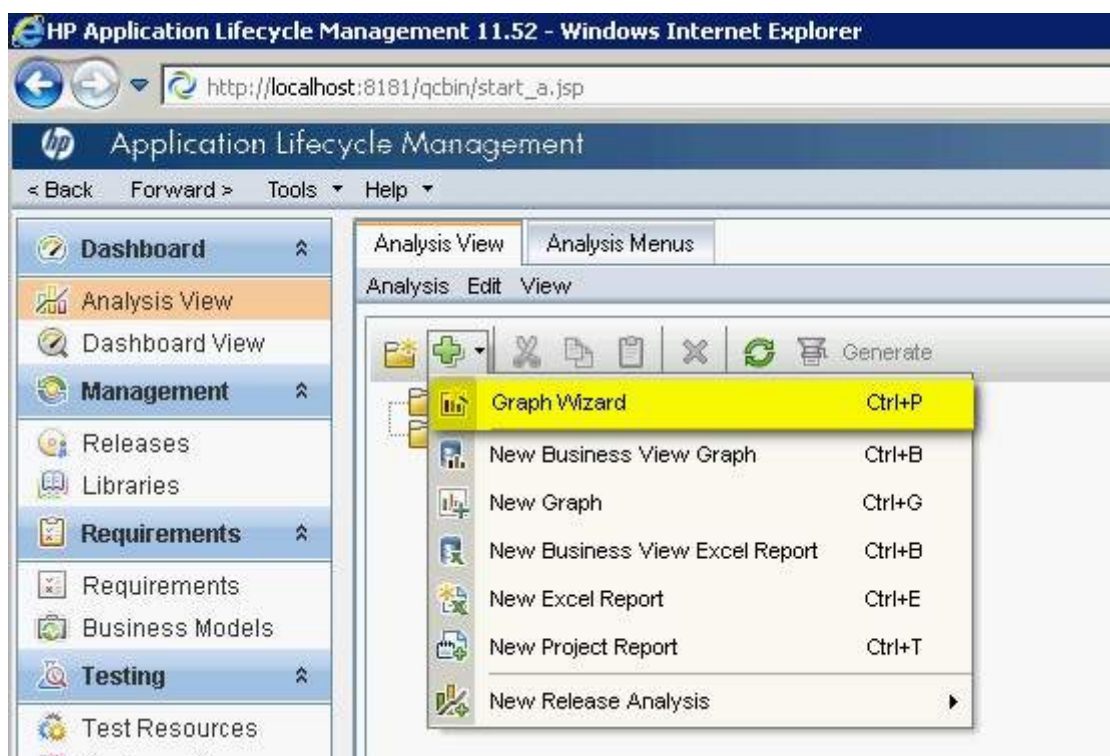 HP Application Lifecycle Management 11.52 - Windows Internet Explorer
http://localhost:8181/qcbin/start_a.jsp
hp Application Lifecycle Management
< Back Forward > Tools Help
Dashboard
Analysis View
Dashboard View
Management
Releases
Libraries
Requirements
Requirements
Business Models
Testing
Test Resources
Analysis View Analysis Menus
Analysis Edit View
Generate
Graph Wizard Ctrl+P
New Business View Graph Ctrl+B
New Graph Ctrl+G
New Business View Excel Report Ctrl+B
New Excel Report Ctrl+E
New Project Report Ctrl+T
New Release Analysis